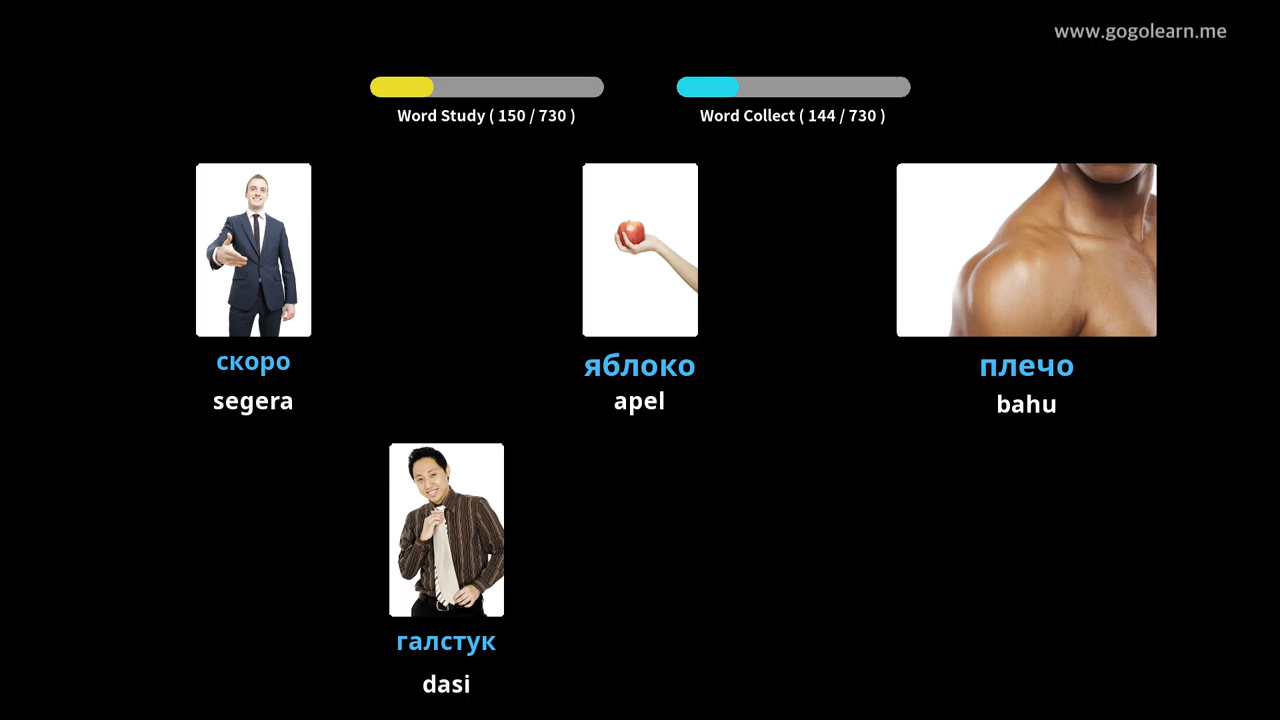 www.gogolearn.me
Word Study ( 150 / 730 )
Word Collect ( 144 / 730 )
скоро
segera
яблоко
apel
плечо
bahu
галстук
dasi